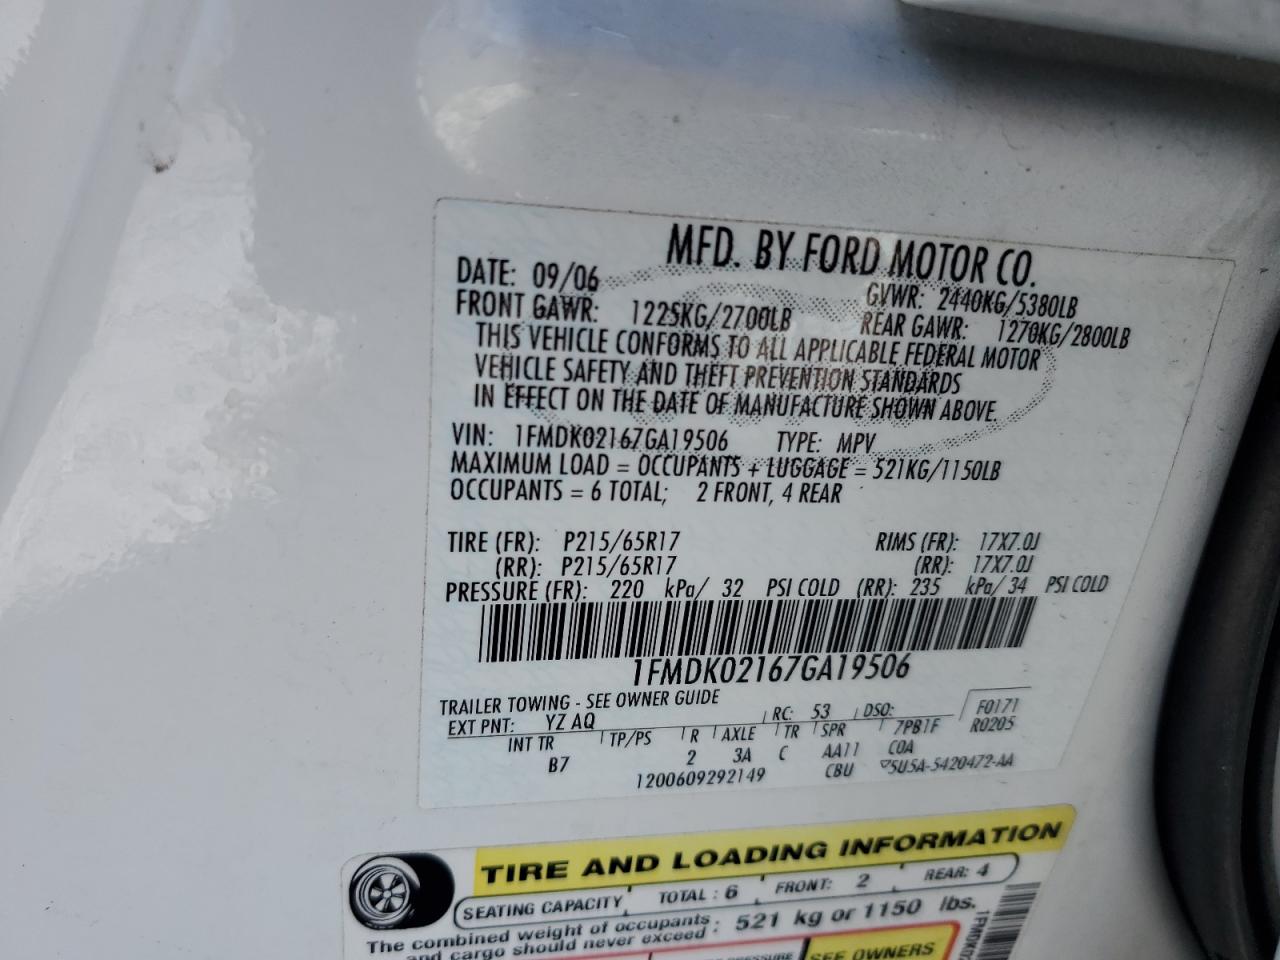 MFD. BY FORD MOTOR CO.
DATE: 09/06 GVWR: 2440KG/5380LB
FRONT GAWR: 1225KG/2700LB REAR GAWR: 1270KG/2800LB
THIS VEHICLE CONFORMS TO ALL APPLICABLE FEDERAL MOTOR
VEHICLE SAFETY AND THEFT PREVENTION STANDARDS
IN EFFECT ON THE DATE OF MANUFACTURE SHOWN ABOVE.
VIN: 1FMDK02167GA19506 TYPE: MPV
MAXIMUM LOAD = OCCUPANTS + LUGGAGE = 521KG/1150LB
OCCUPANTS = 6 TOTAL; 2 FRONT, 4 REAR
TIRE (FR): P215/65R17 RIMS (FR): 17X7.0J
(RR): P215/65R17 (RR): 17X7.0J
PRESSURE (FR): 220 kPa/ 32 PSI COLD (RR): 235 kPa/ 34 PSI COLD
1FMDK02167GA19506
TRAILER TOWING - SEE OWNER GUIDE
EXT PNT: YZ AQ RC: 53 DSO: F0171
INT TR TP/PS R AXLE TR SPR 7PB1F R0205
B7 2 3A C AA11 COA
1200609292149 CBU 5U5A-5420472-AA
TIRE AND LOADING INFORMATION
SEATING CAPACITY TOTAL : 6 FRONT: 2 REAR: 4
The combined weight of occupants
and cargo should never exceed : 521 kg or 1150 lbs.
SEE OWNERS